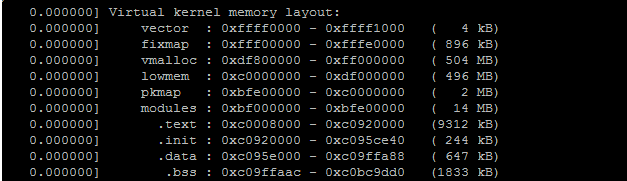 0.000000] Virtual kernel memory layout:
0.000000]     vector  : 0xffff0000 - 0xffff1000   (   4 kB)
0.000000]     fixmap  : 0xfff00000 - 0xfffe0000   ( 896 kB)
0.000000]     vmalloc : 0xdf800000 - 0xff000000   ( 504 MB)
0.000000]     lowmem  : 0xc0000000 - 0xdf000000   ( 496 MB)
0.000000]     pkmap   : 0xbfe00000 - 0xc0000000   (   2 MB)
0.000000]     modules : 0xbf000000 - 0xbfe00000   (  14 MB)
0.000000]       .text : 0xc0008000 - 0xc0920000   (9312 kB)
0.000000]       .init : 0xc0920000 - 0xc095ce40   ( 244 kB)
0.000000]       .data : 0xc095e000 - 0xc09ffa88   ( 647 kB)
0.000000]        .bss : 0xc09ffaac - 0xc0bc9dd0   (1833 kB)